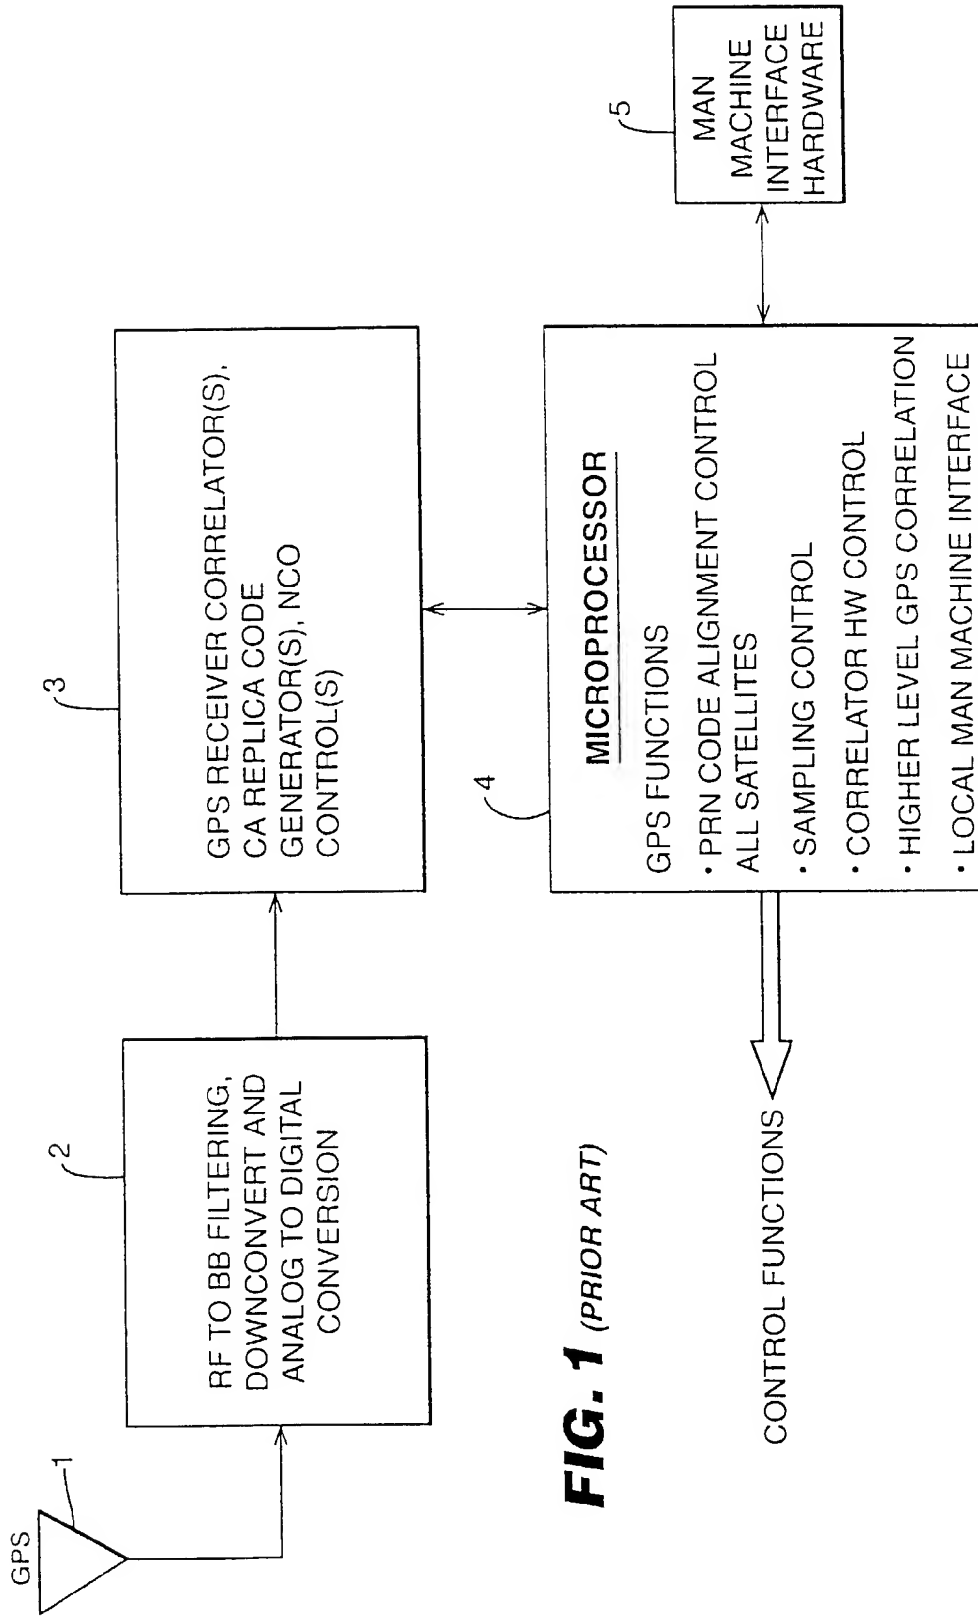 GPS
1
2
RF TO BB FILTERING,
DOWNCONVERT AND
ANALOG TO DIGITAL
CONVERSION
3
GPS RECEIVER CORRELATOR(S),
CA REPLICA CODE
GENERATOR(S), NCO
CONTROL(S)
4
MICROPROCESSOR
GPS FUNCTIONS
• PRN CODE ALIGNMENT CONTROL
ALL SATELLITES
• SAMPLING CONTROL
• CORRELATOR HW CONTROL
• HIGHER LEVEL GPS CORRELATION
• LOCAL MAN MACHINE INTERFACE
5
MAN
MACHINE
INTERFACE
HARDWARE
CONTROL FUNCTIONS
FIG. 1 (PRIOR ART)